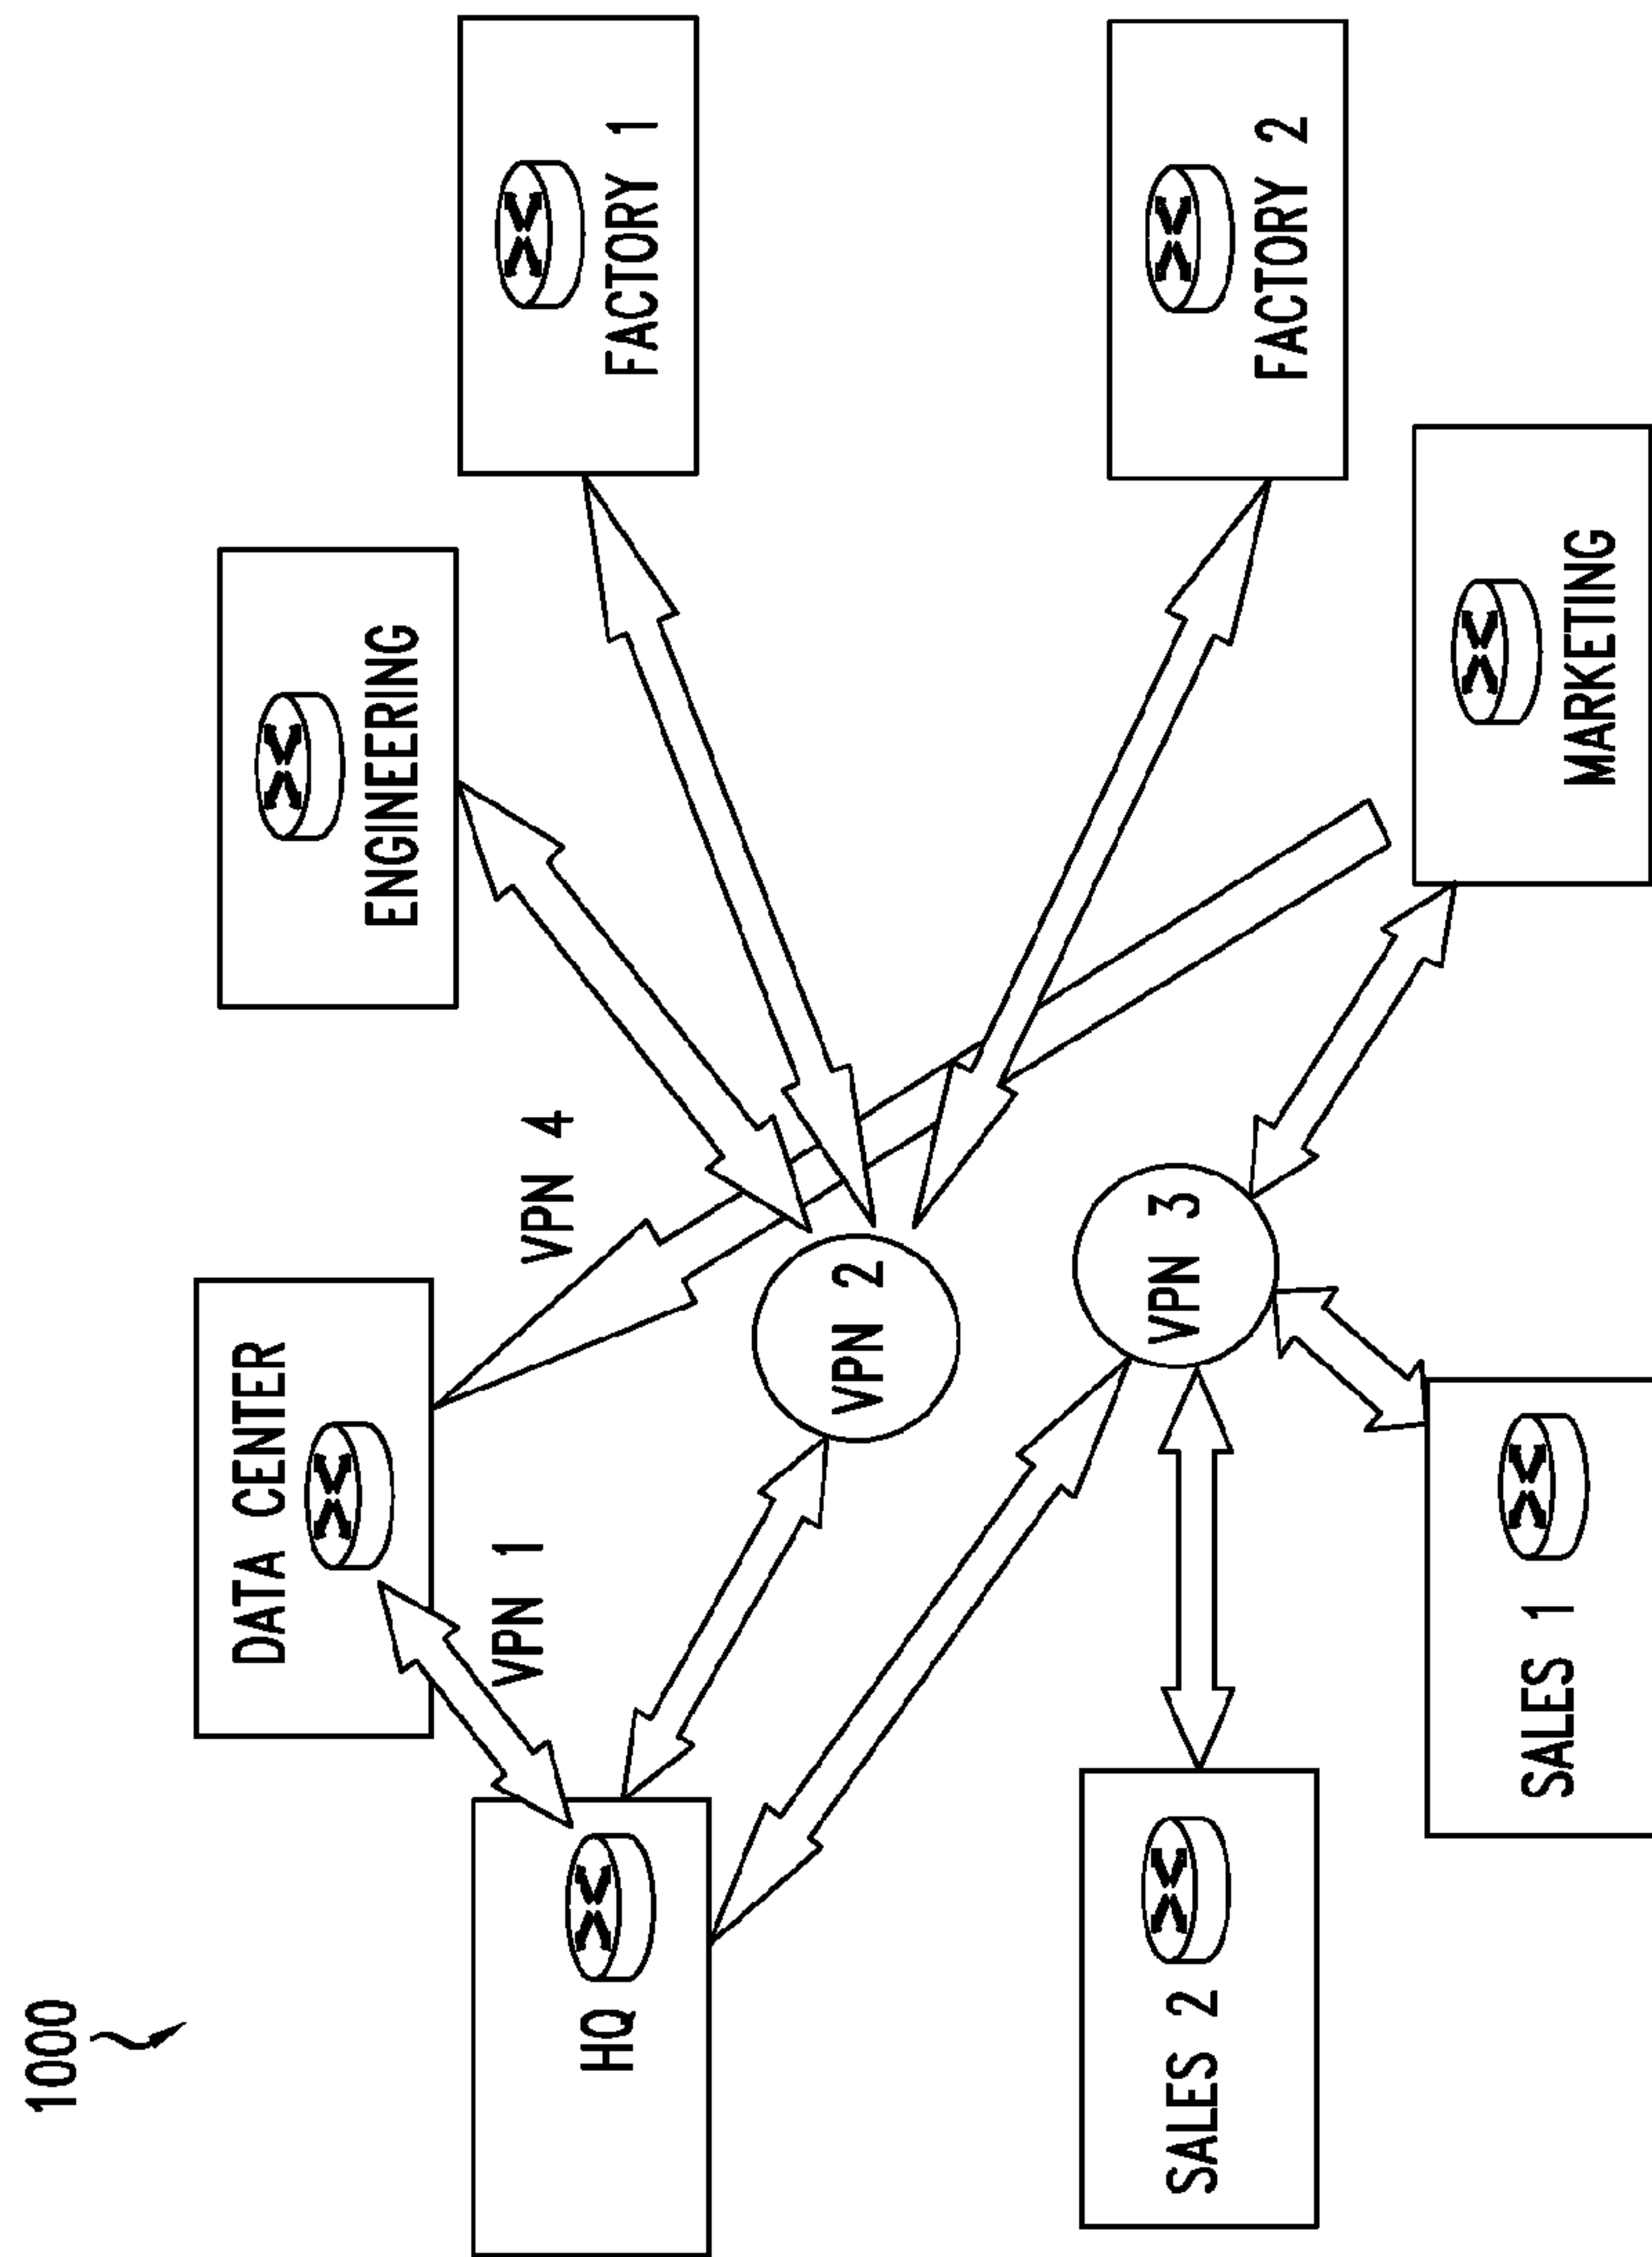 1000
DATA CENTER
ENGINEERING
VPN 1
VPN 4
HQ
FACTORY 1
VPN 2
VPN 3
SALES 2
FACTORY 2
SALES 1
MARKETING